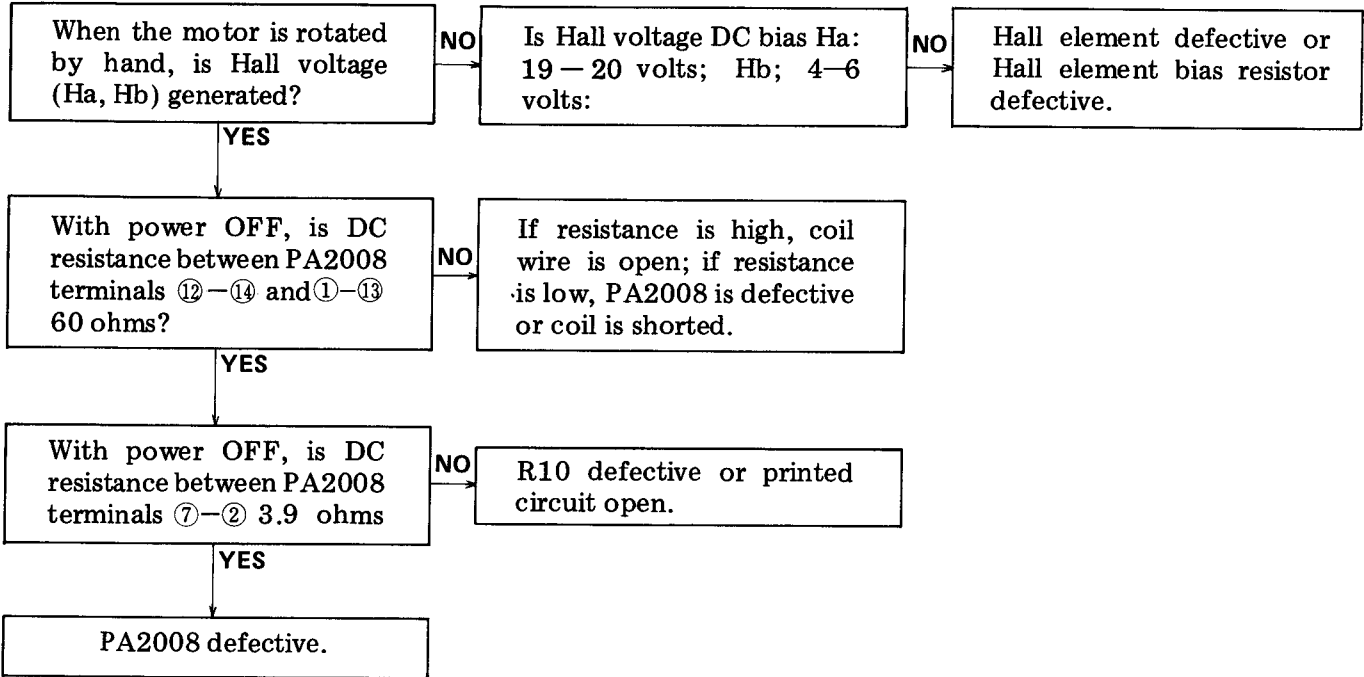 When the motor is rotated
by hand, is Hall voltage
(Ha, Hb) generated?
NO
Is Hall voltage DC bias Ha:
19 – 20 volts; Hb; 4–6
volts:
NO
Hall element defective or
Hall element bias resistor
defective.
YES
With power OFF, is DC
resistance between PA2008
terminals ⑫–⑭ and ①–⑬
60 ohms?
NO
If resistance is high, coil
wire is open; if resistance
is low, PA2008 is defective
or coil is shorted.
YES
With power OFF, is DC
resistance between PA2008
terminals ⑦–② 3.9 ohms
NO
R10 defective or printed
circuit open.
YES
PA2008 defective.